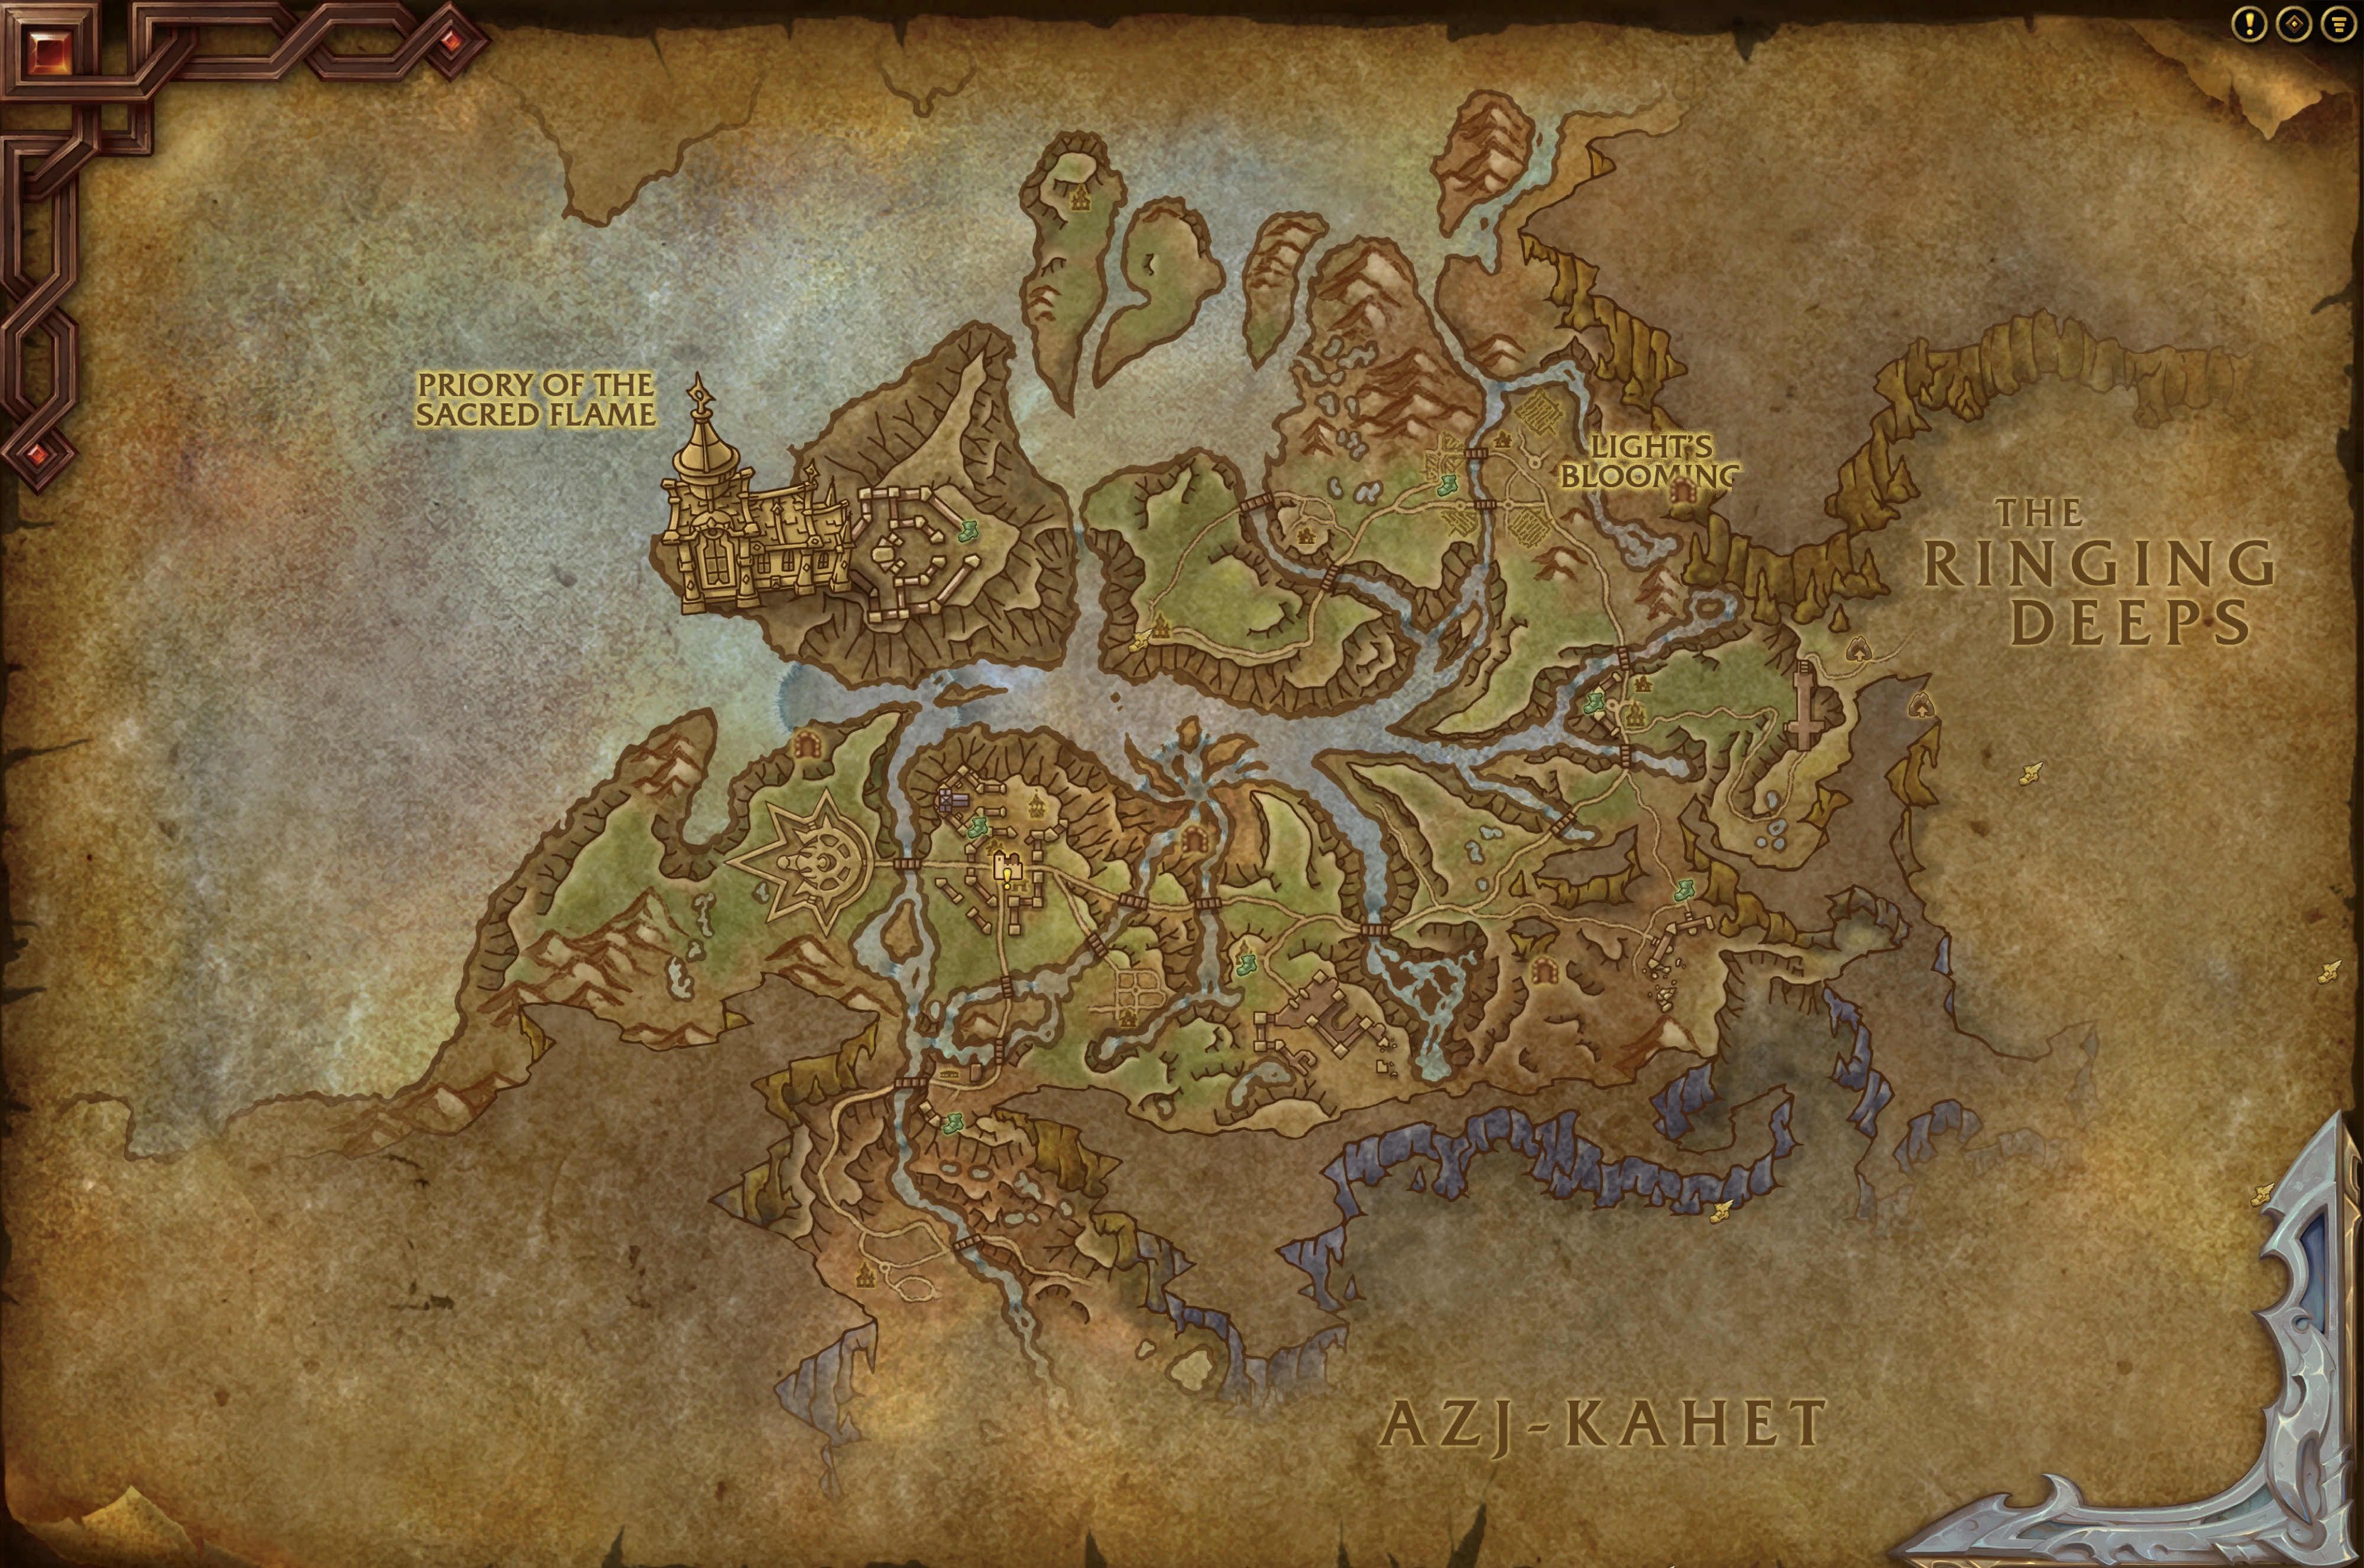 PRIORY OF THE
SACRED FLAME
LIGHT'S
BLOOMING
THE
RINGING
DEEPS
AZJ-KAHET